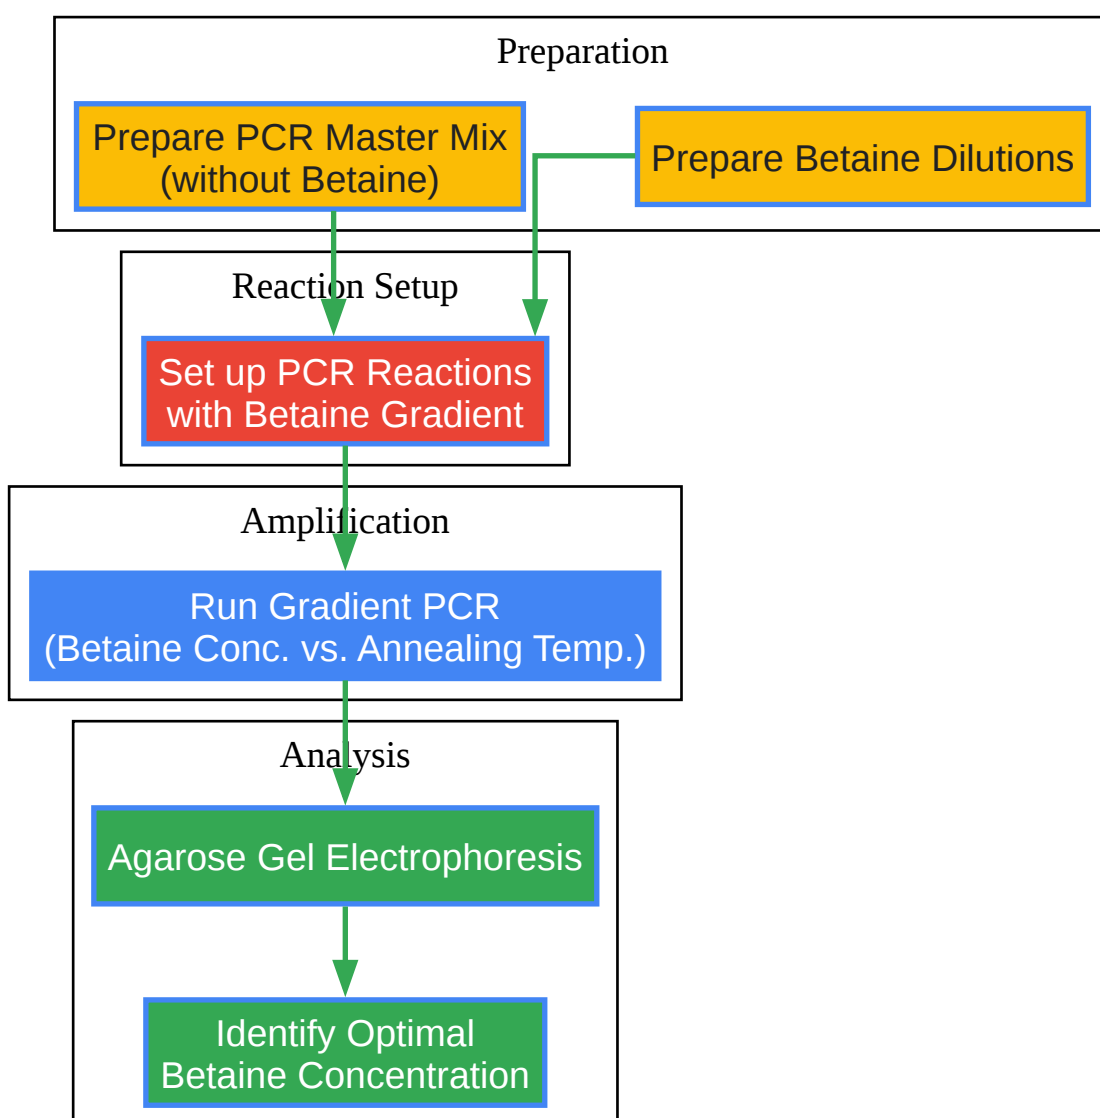 Preparation
Prepare PCR Master Mix
(without Betaine)
Prepare Betaine Dilutions
Reaction Setup
Set up PCR Reactions
with Betaine Gradient
Amplification
Run Gradient PCR
(Betaine Conc. vs. Annealing Temp.)
Analysis
Agarose Gel Electrophoresis
Identify Optimal
Betaine Concentration